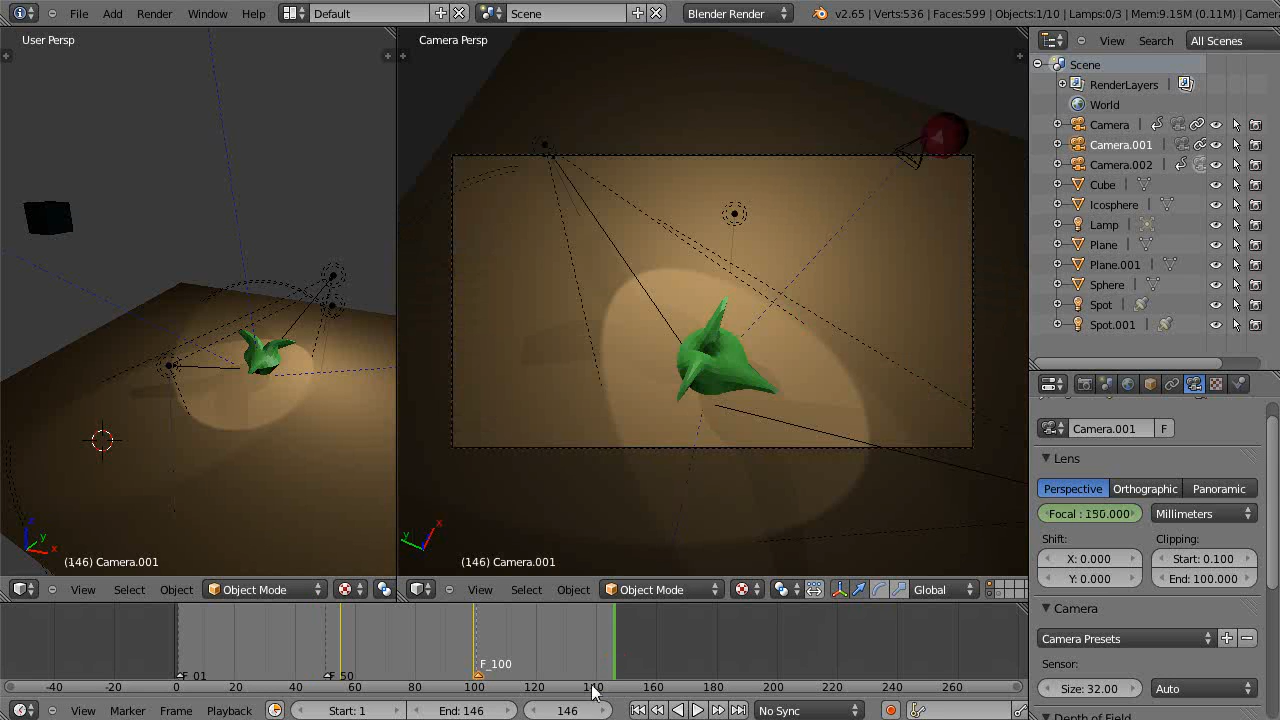 File Add Render Window Help Default Scene Blender Render v2.65 | Verts:536 | Faces:599 | Objects:1/10 | Lamps:0/3 | Mem:9.15M (0.11M) | Camera
User Persp
Camera Persp
View Search All Scenes
Scene
RenderLayers
World
Camera
Camera.001
Camera.002
Cube
Icosphere
Lamp
Plane
Plane.001
Sphere
Spot
Spot.001
Camera.001 F
Lens
Perspective Orthographic Panoramic
Focal : 150.000 Millimeters
Shift: Clipping:
X: 0.000 Start: 0.100
Y: 0.000 End: 100.000
Camera
Camera Presets
Sensor:
Size: 32.00 Auto
z
x
y
x
(146) Camera.001
(146) Camera.001
View Select Object Object Mode
View Select Object Object Mode Global
F_01 F_50 F_100
-40 -20 0 20 40 60 80 100 120 140 160 180 200 220 240 260
View Marker Frame Playback Start: 1 End: 146 146 No Sync